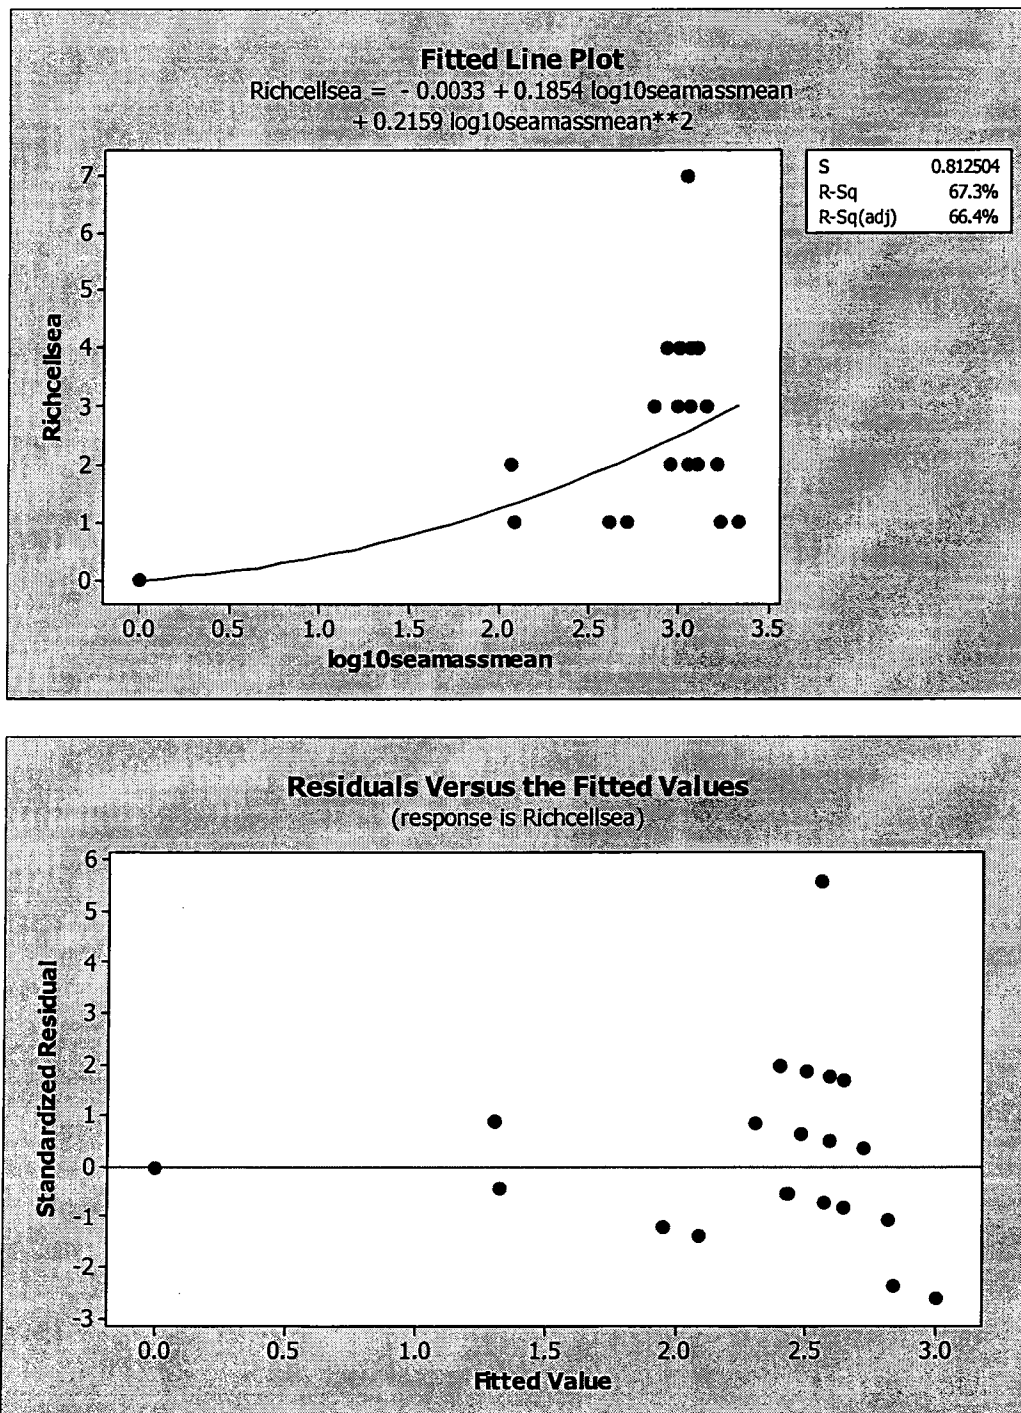 Fitted Line Plot
Richcellsea = - 0.0033 + 0.1854 log10seamassmean
+ 0.2159 log10seamassmean**2
S 0.812504
R-Sq 67.3%
R-Sq(adj) 66.4%
7
6
5
4
3
2
1
0
Richcellsea
0.0 0.5 1.0 1.5 2.0 2.5 3.0 3.5
log10seamassmean
Residuals Versus the Fitted Values
(response is Richcellsea)
6
5
4
3
2
1
0
-1
-2
-3
Standardized Residual
0.0 0.5 1.0 1.5 2.0 2.5 3.0
Fitted Value